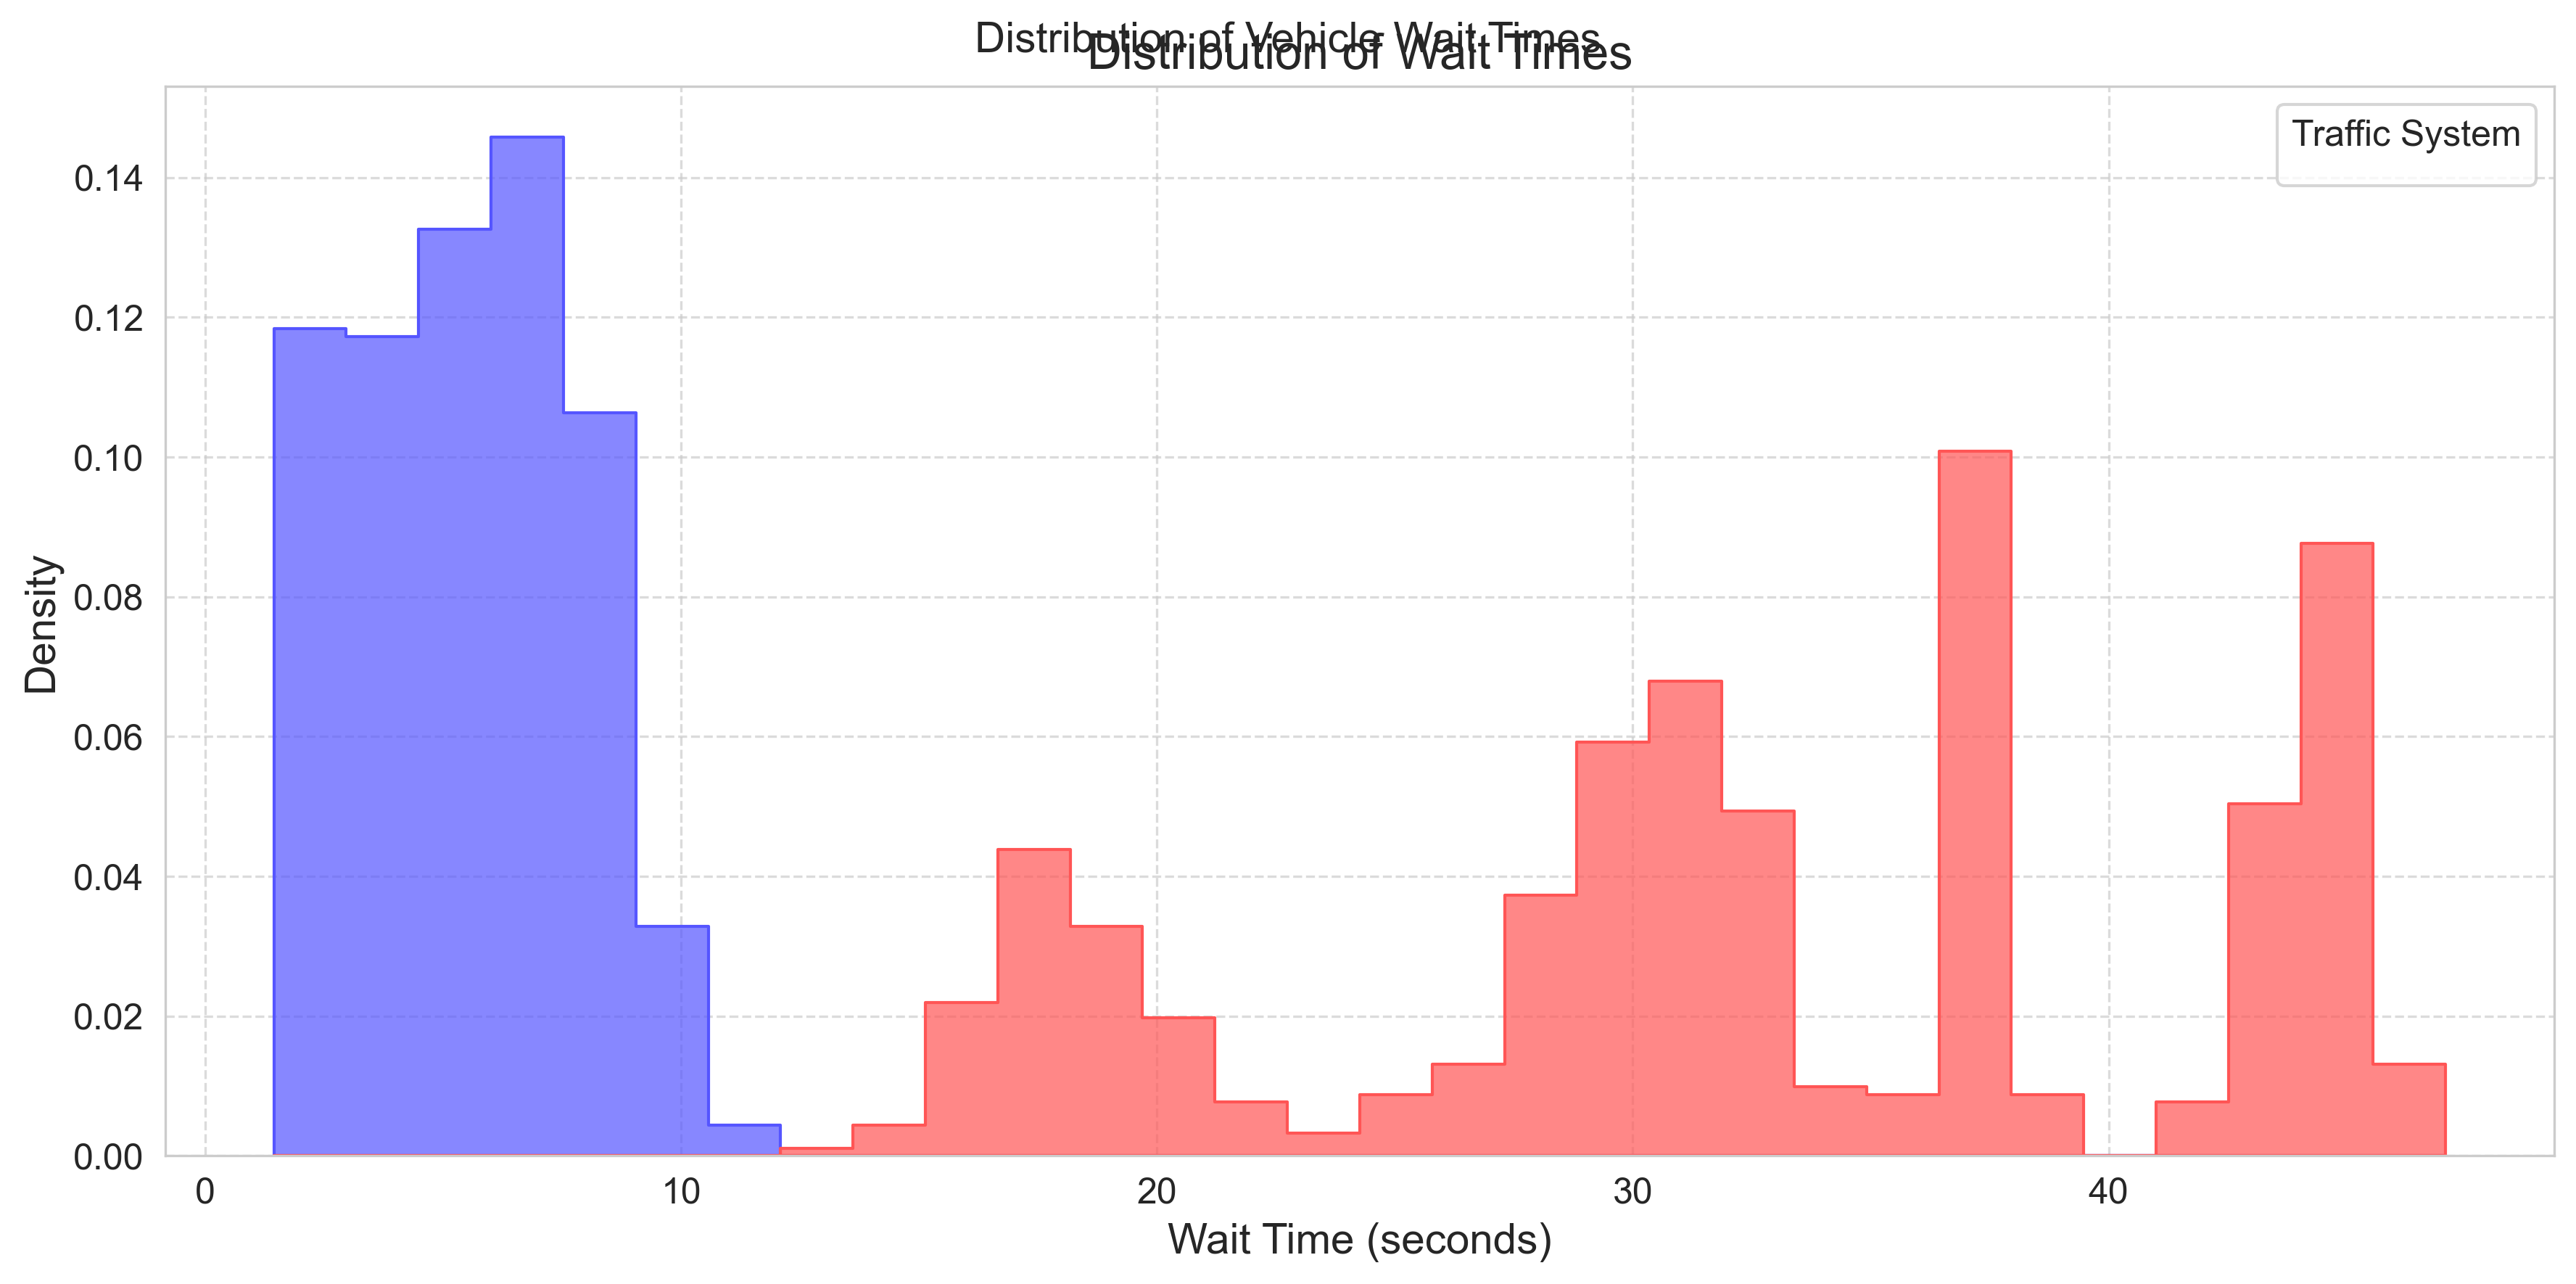 Distribution of Vehicle Wait Times
Distribution of Wait Times
Traffic System
Density
0.14
0.12
0.10
0.08
0.06
0.04
0.02
0.00
0 10 20 30 40
Wait Time (seconds)